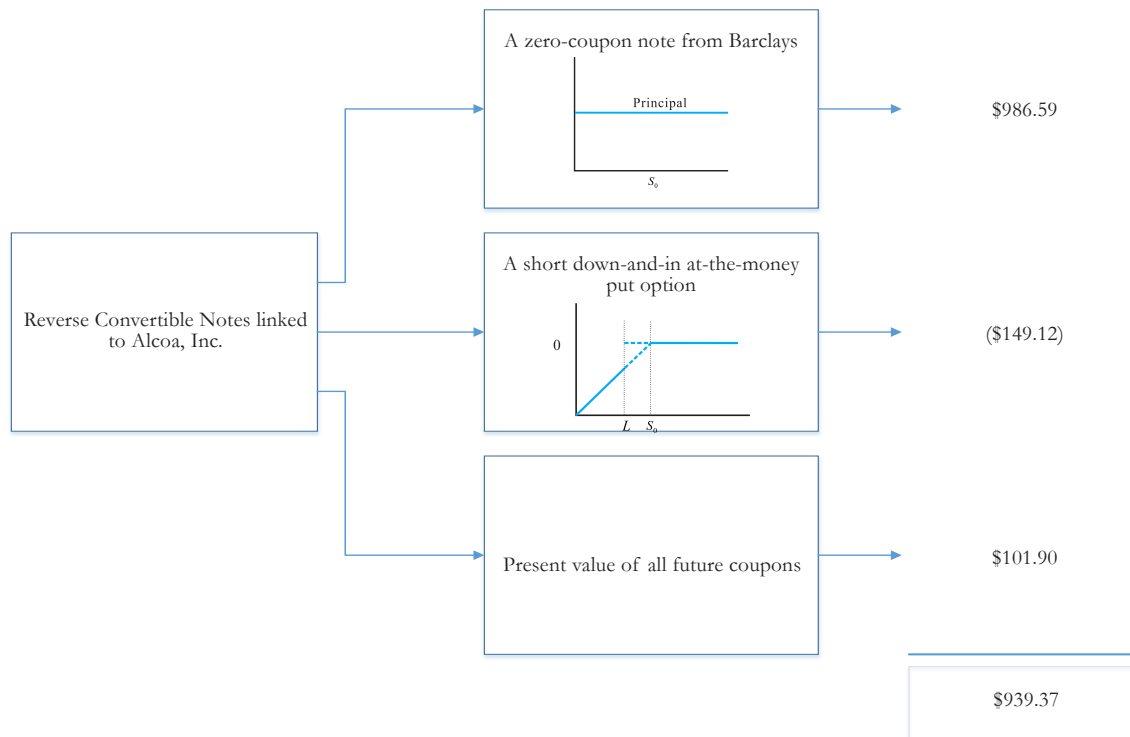 A zero-coupon note from Barclays
Principal
S₀
$986.59
Reverse Convertible Notes linked
to Alcoa, Inc.
A short down-and-in at-the-money
put option
0
L S₀
($149.12)
Present value of all future coupons
$101.90
$939.37